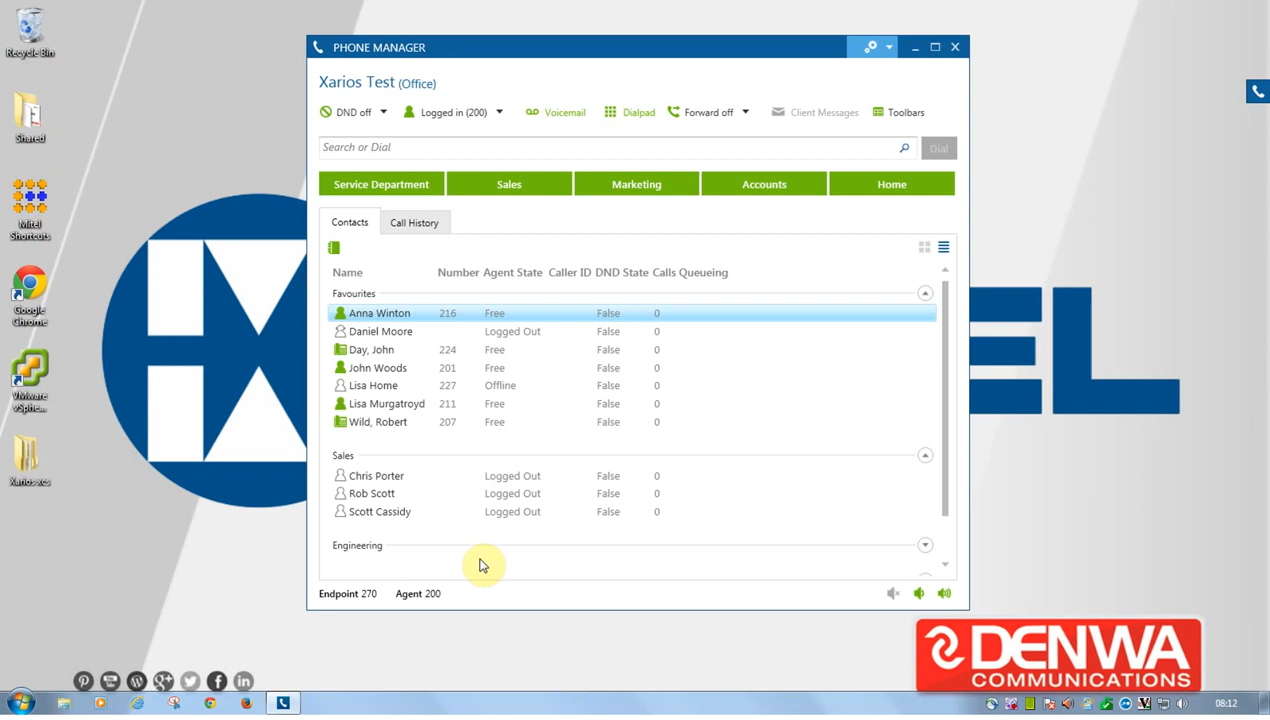 Recycle Bin
Shared
Mitel
Shortcuts
Google
Chrome
VMware
vSphe...
Xarios xcs
PHONE MANAGER
Xarios Test (Office)
DND off
Logged in (200)
Voicemail
Dialpad
Forward off
Client Messages
Toolbars
Search or Dial
Dial
Service Department
Sales
Marketing
Accounts
Home
Contacts
Call History
Name Number Agent State Caller ID DND State Calls Queueing
Favourites
Anna Winton 216 Free False 0
Daniel Moore Logged Out False 0
Day, John 224 Free False 0
John Woods 201 Free False 0
Lisa Home 227 Offline False 0
Lisa Murgatroyd 211 Free False 0
Wild, Robert 207 Free False 0
Sales
Chris Porter Logged Out False 0
Rob Scott Logged Out False 0
Scott Cassidy Logged Out False 0
Engineering
Endpoint 270 Agent 200
EL
DENWA
COMMUNICATIONS
08:12